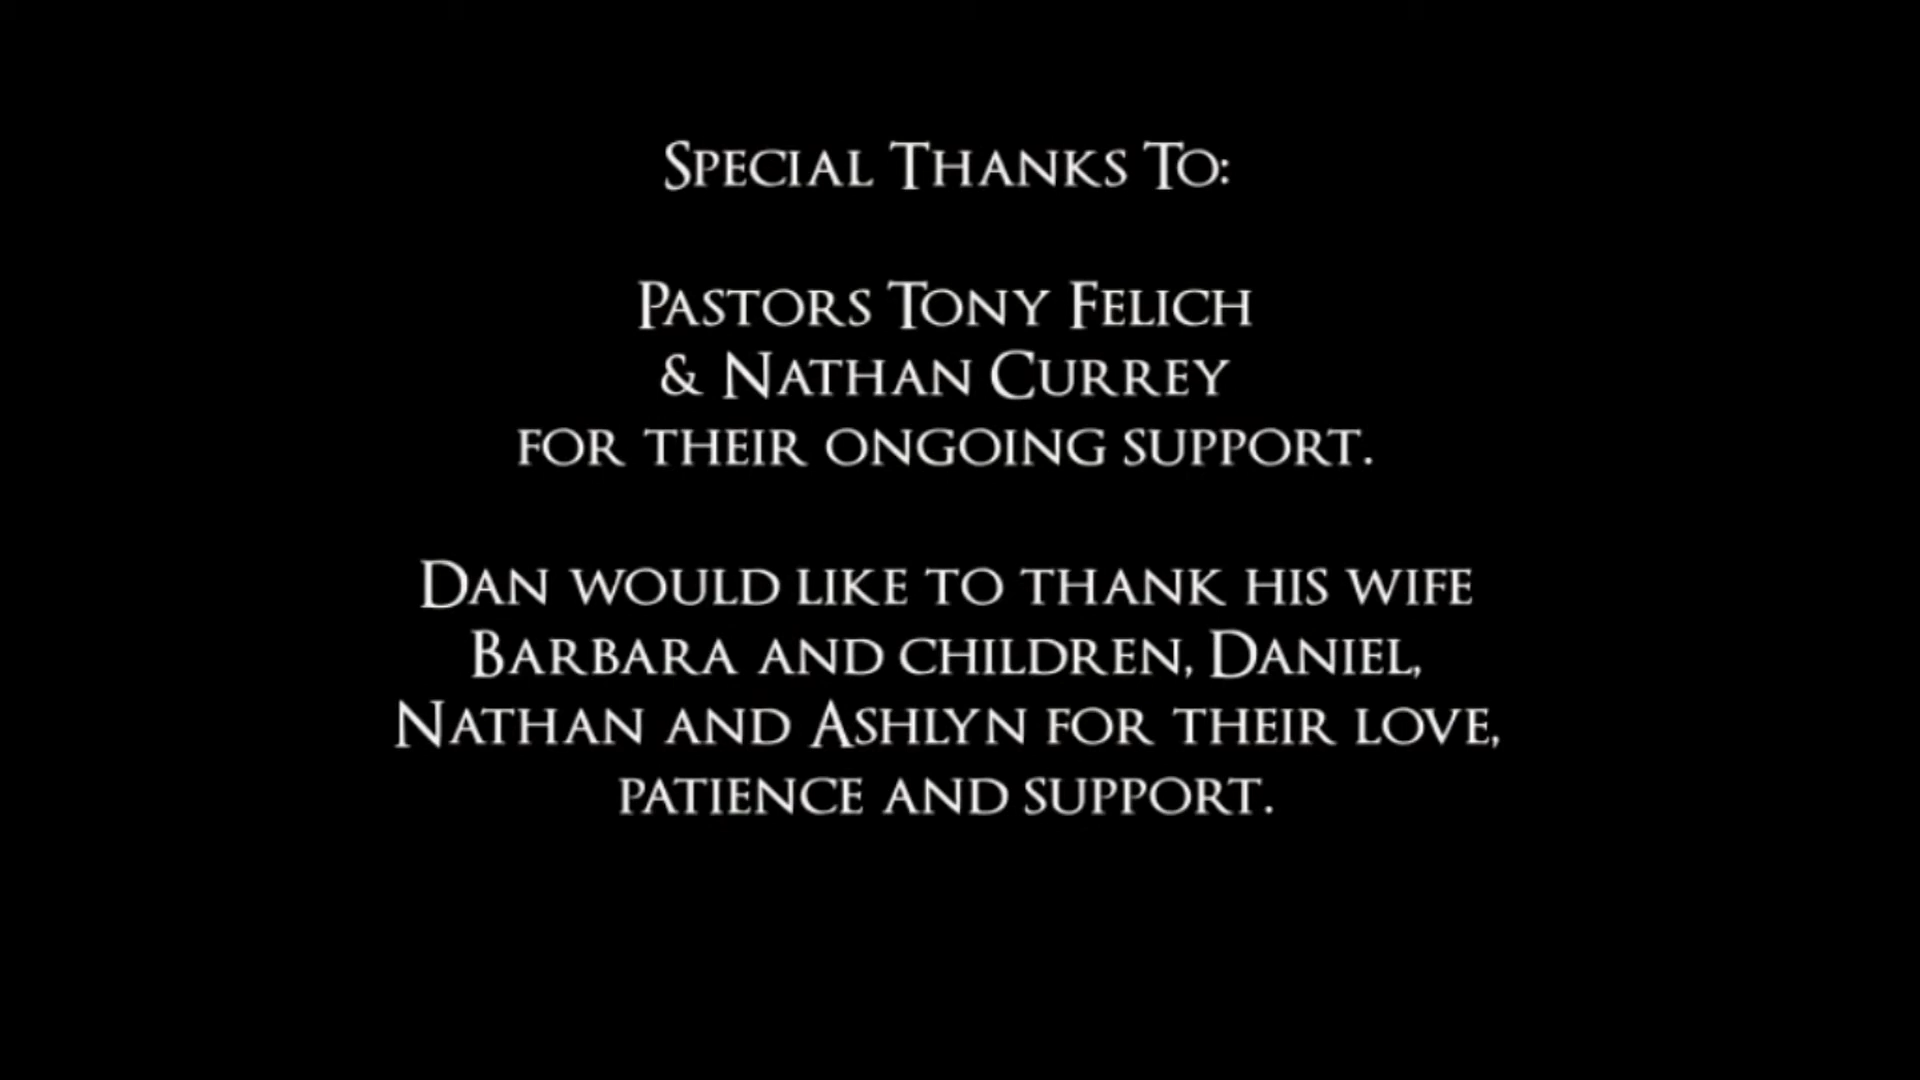 Special Thanks To:
Pastors Tony Felich
& Nathan Currey
for their ongoing support.
Dan would like to thank his wife
Barbara and children, Daniel,
Nathan and Ashlyn for their love,
patience and support.